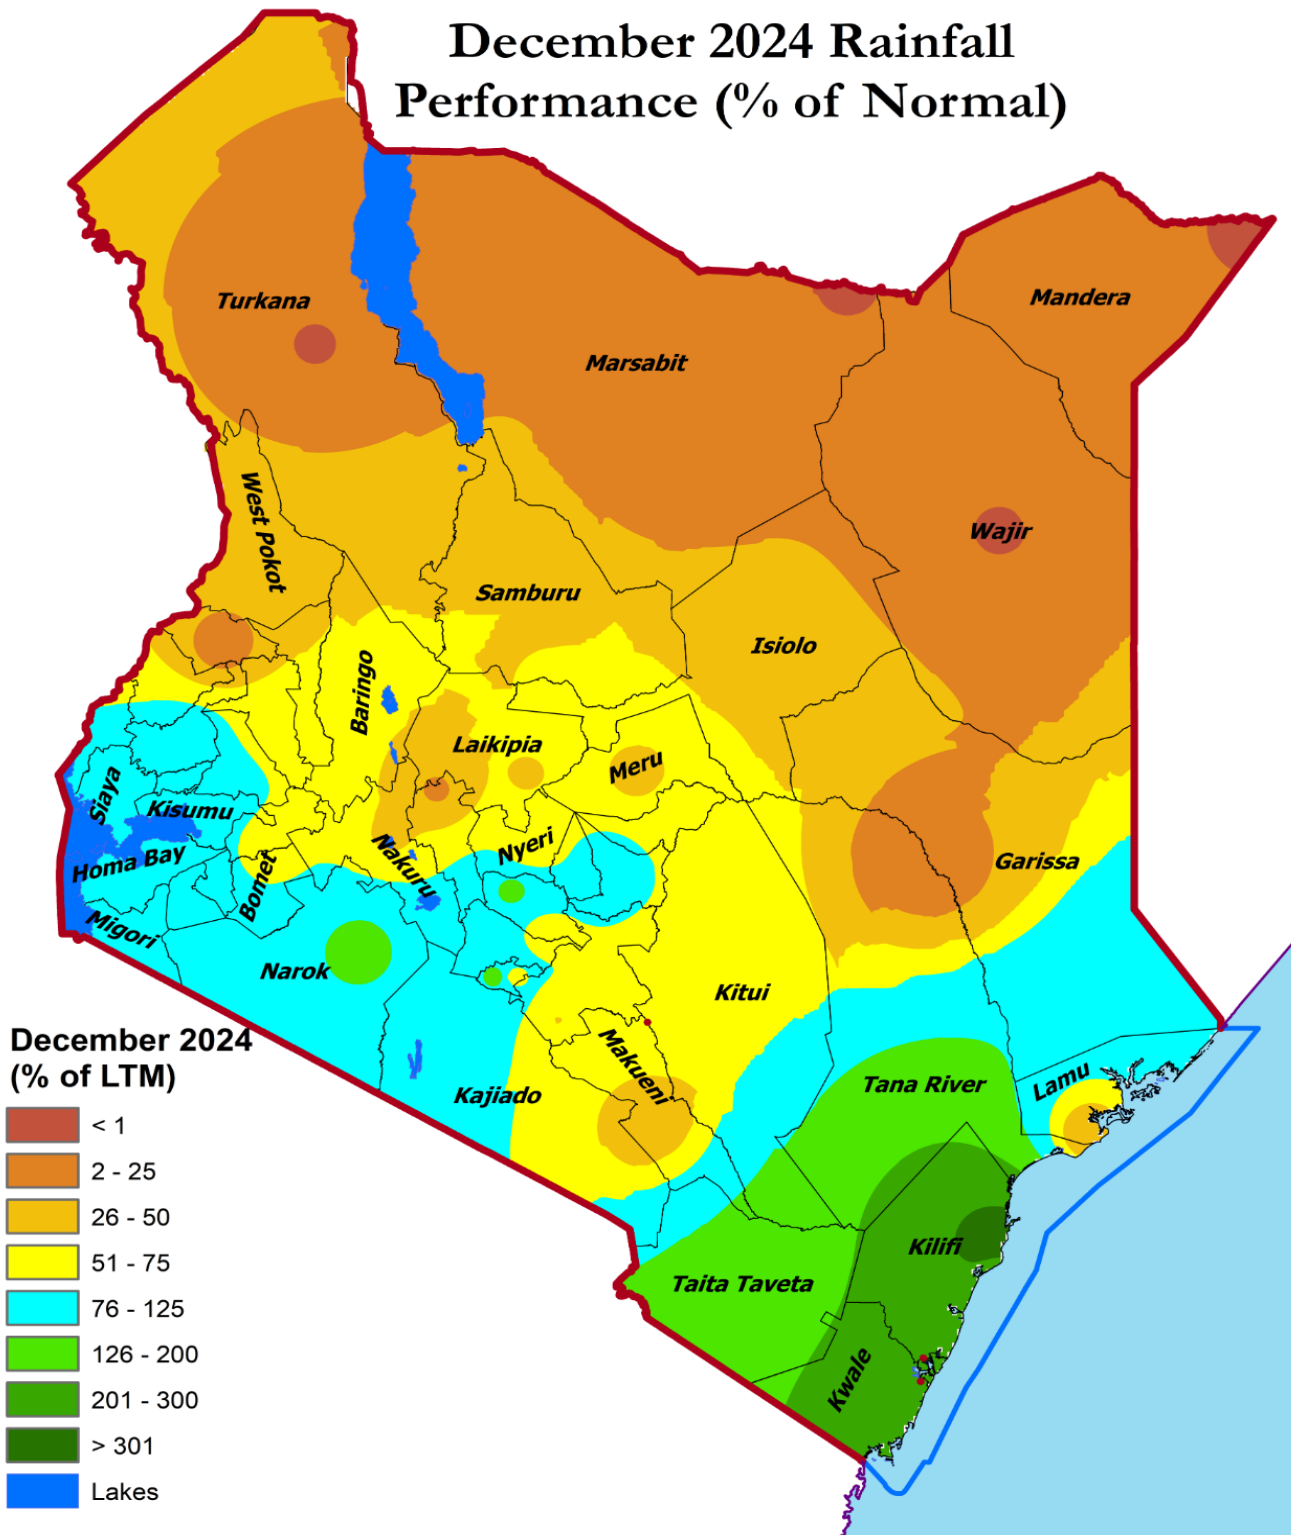 December 2024 Rainfall
Performance (% of Normal)
Turkana
Mandera
Marsabit
West Pokot
Wajir
Samburu
Isiolo
Baringo
Laikipia
Meru
Siaya
Kisumu
Nyeri
Nakuru
Homa Bay
Bomet
Garissa
Migori
Narok
Kitui
Makueni
Kajiado
Tana River
Lamu
Kilifi
Taita Taveta
Kwale
December 2024
(% of LTM)
< 1
2 - 25
26 - 50
51 - 75
76 - 125
126 - 200
201 - 300
> 301
Lakes